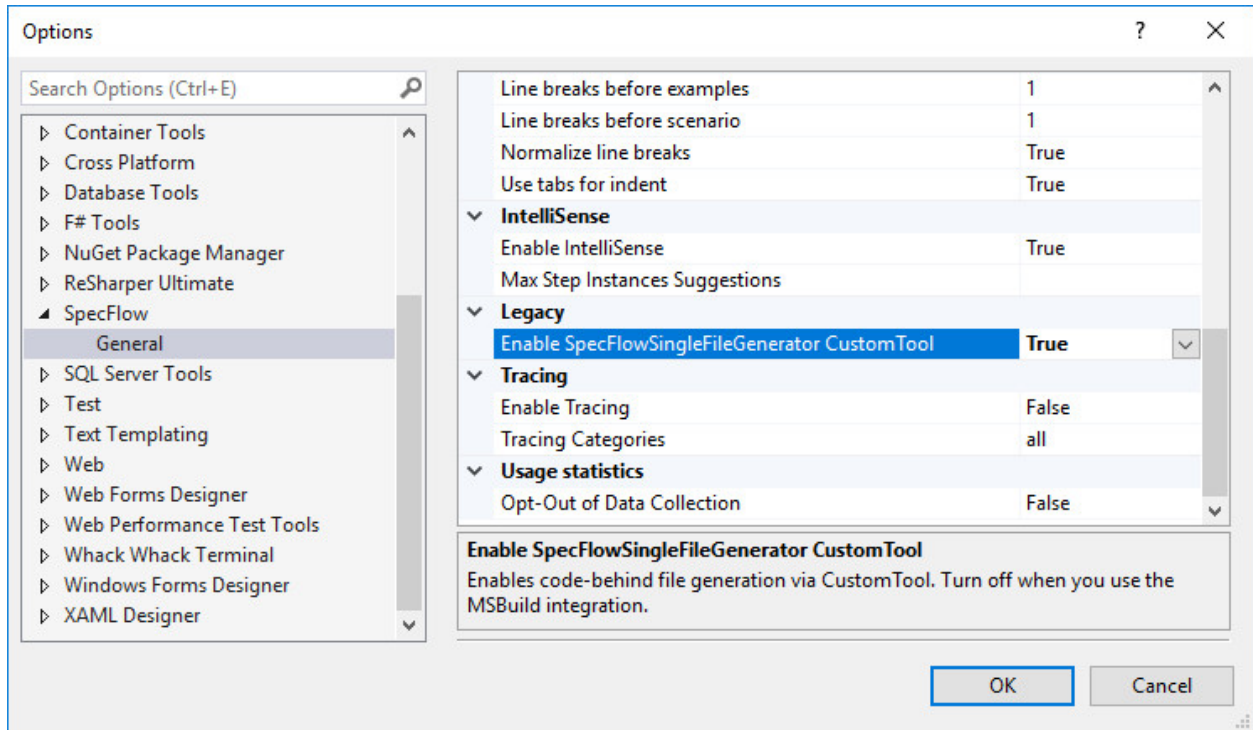 Options
?
Search Options (Ctrl+E)
Container Tools
Cross Platform
Database Tools
F# Tools
NuGet Package Manager
ReSharper Ultimate
SpecFlow
General
SQL Server Tools
Test
Text Templating
Web
Web Forms Designer
Web Performance Test Tools
Whack Whack Terminal
Windows Forms Designer
XAML Designer
Line breaks before examples 1
Line breaks before scenario 1
Normalize line breaks True
Use tabs for indent True
IntelliSense
Enable IntelliSense True
Max Step Instances Suggestions
Legacy
Enable SpecFlowSingleFileGenerator CustomTool True
Tracing
Enable Tracing False
Tracing Categories all
Usage statistics
Opt-Out of Data Collection False
Enable SpecFlowSingleFileGenerator CustomTool
Enables code-behind file generation via CustomTool. Turn off when you use the
MSBuild integration.
OK
Cancel